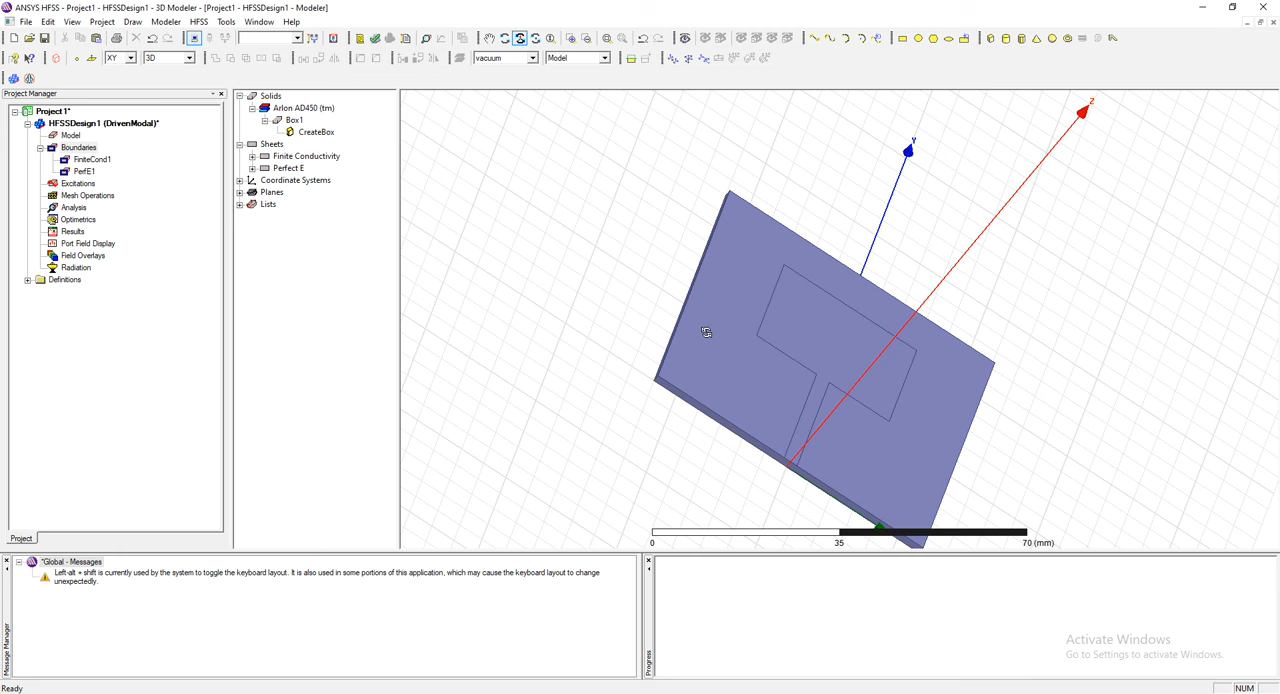 ANSYS HFSS - Project1 - HFSSDesign1 - 3D Modeler - [Project1 - HFSSDesign1 - Modeler]
File Edit View Project Draw Modeler HFSS Tools Window Help
XY 3D vacuum Model
Project Manager
Project1*
HFSSDesign1 (DrivenModal)*
Model
Boundaries
FiniteCond1
PerfE1
Excitations
Mesh Operations
Analysis
Optimetrics
Results
Port Field Display
Field Overlays
Radiation
Definitions
Project
Solids
Arlon AD450 (tm)
Box1
CreateBox
Sheets
Finite Conductivity
Perfect E
Coordinate Systems
Planes
Lists
Z
Y
0 35 70 (mm)
*Global - Messages
Left-alt + shift is currently used by the system to toggle the keyboard layout. It is also used in some portions of this application, which may cause the keyboard layout to change
unexpectedly.
Message Manager
Progress
Activate Windows
Go to Settings to activate Windows.
Ready
NUM